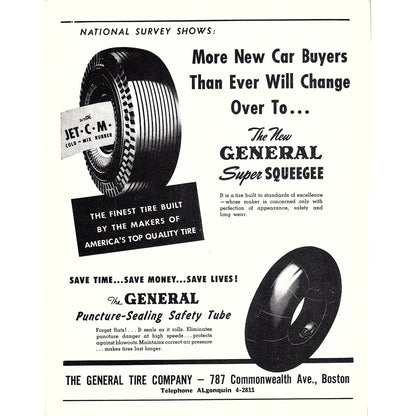 NATIONAL SURVEY SHOWS:
More New Car Buyers
Than Ever Will Change
Over To...
The New
GENERAL
Super SQUEEGEE
It is a tire built to standards of excellence
—whose maker is concerned only with
perfection of appearance, safety and
long wear.
with
JET-C-M-
COLD-MIX RUBBER
THE FINEST TIRE BUILT
BY THE MAKERS OF
AMERICA'S TOP QUALITY TIRE
SAVE TIME...SAVE MONEY...SAVE LIVES!
The GENERAL
Puncture-Sealing Safety Tube
Forget flats! . . . It seals as it rolls. Eliminates
puncture danger at high speeds . . . protects
against blowouts. Maintains correct air pressure
. . . makes tires last longer.
THE GENERAL TIRE COMPANY — 787 Commonwealth Ave., Boston
Telephone ALgonquin 4-2811